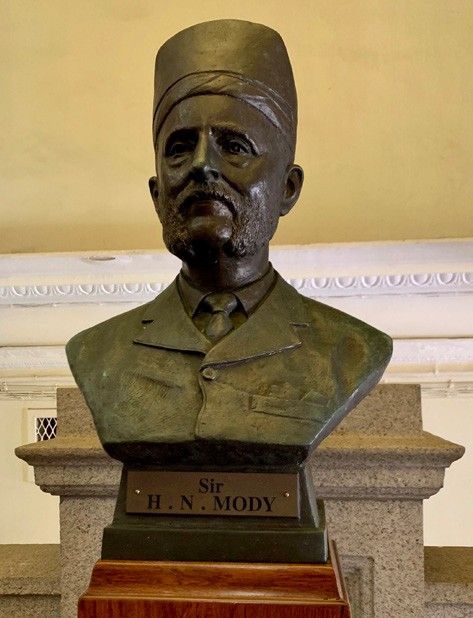 Sir
H . N . MODY